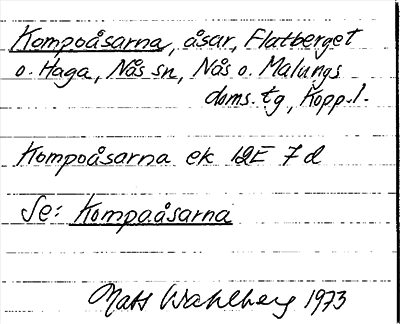 Kompoåsarna, åsar, Flatberget
o. Haga, Nås sn, Nås o. Malungs
doms. tg, Kopp. l.
Kompoåsarna ek 12E 7d
Se: Kompaåsarna
Mats Wahlberg 1973